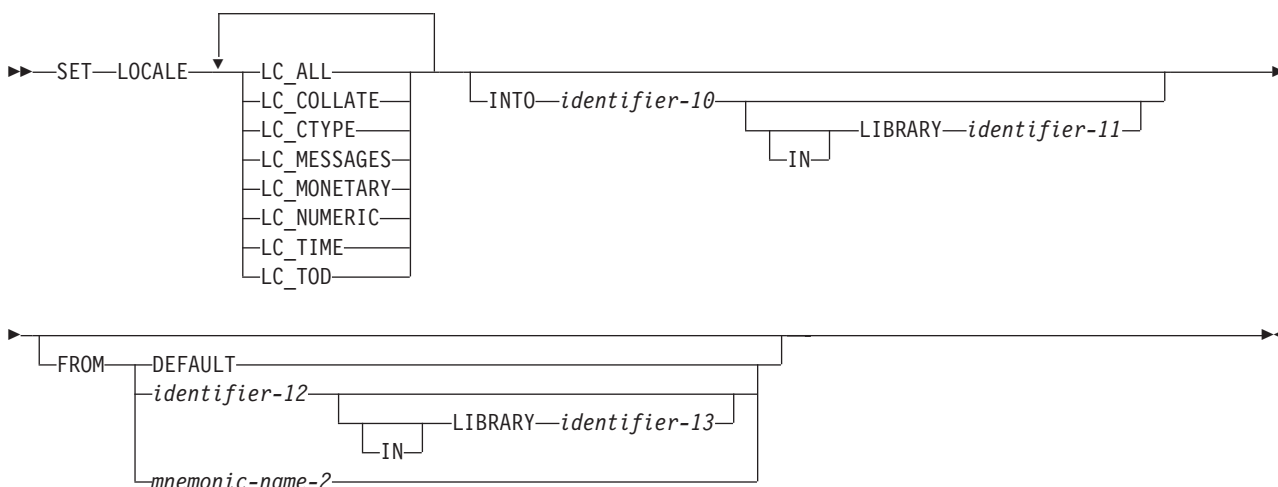 SET LOCALE LC_ALL
LC_COLLATE INTO identifier-10
LC_CTYPE LIBRARY identifier-11
LC_MESSAGES IN
LC_MONETARY
LC_NUMERIC
LC_TIME
LC_TOD
FROM DEFAULT
identifier-12
LIBRARY identifier-13
IN
mnemonic-name-2